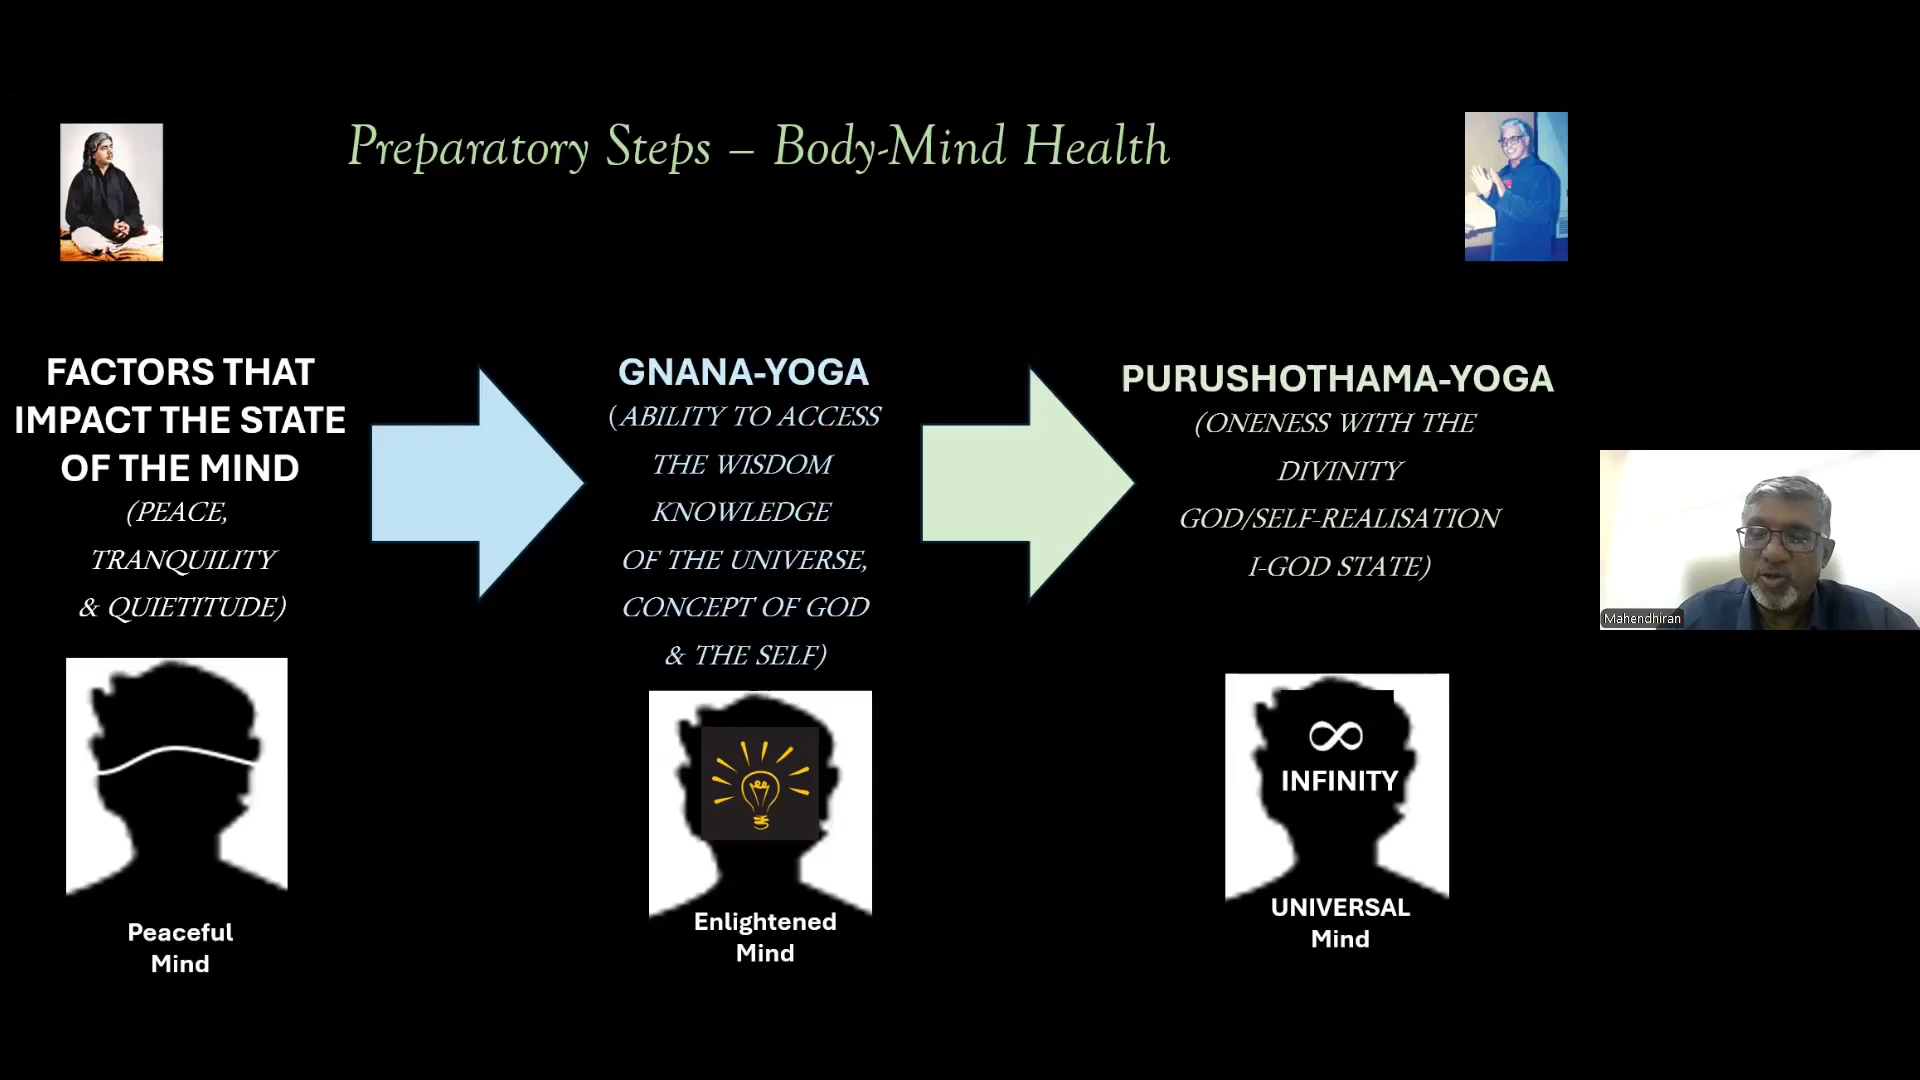 Preparatory Steps – Body-Mind Health
FACTORS THAT
IMPACT THE STATE
OF THE MIND
(PEACE,
TRANQUILITY
& QUIETITUDE)
Peaceful
Mind
GNANA-YOGA
(ABILITY TO ACCESS
THE WISDOM
KNOWLEDGE
OF THE UNIVERSE,
CONCEPT OF GOD
& THE SELF)
Enlightened
Mind
PURUSHOTHAMA-YOGA
(ONENESS WITH THE
DIVINITY
GOD/SELF-REALISATION
I-GOD STATE)
∞
INFINITY
UNIVERSAL
Mind
Mahendhiran